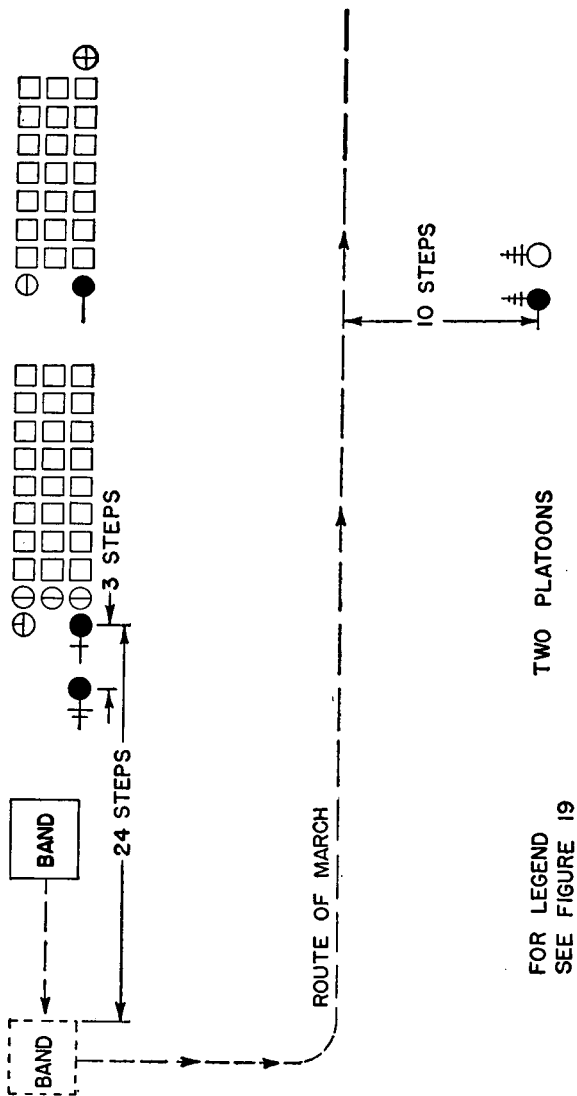 BAND
BAND
24 STEPS
3 STEPS
ROUTE OF MARCH
10 STEPS
TWO PLATOONS
FOR LEGEND
SEE FIGURE 19